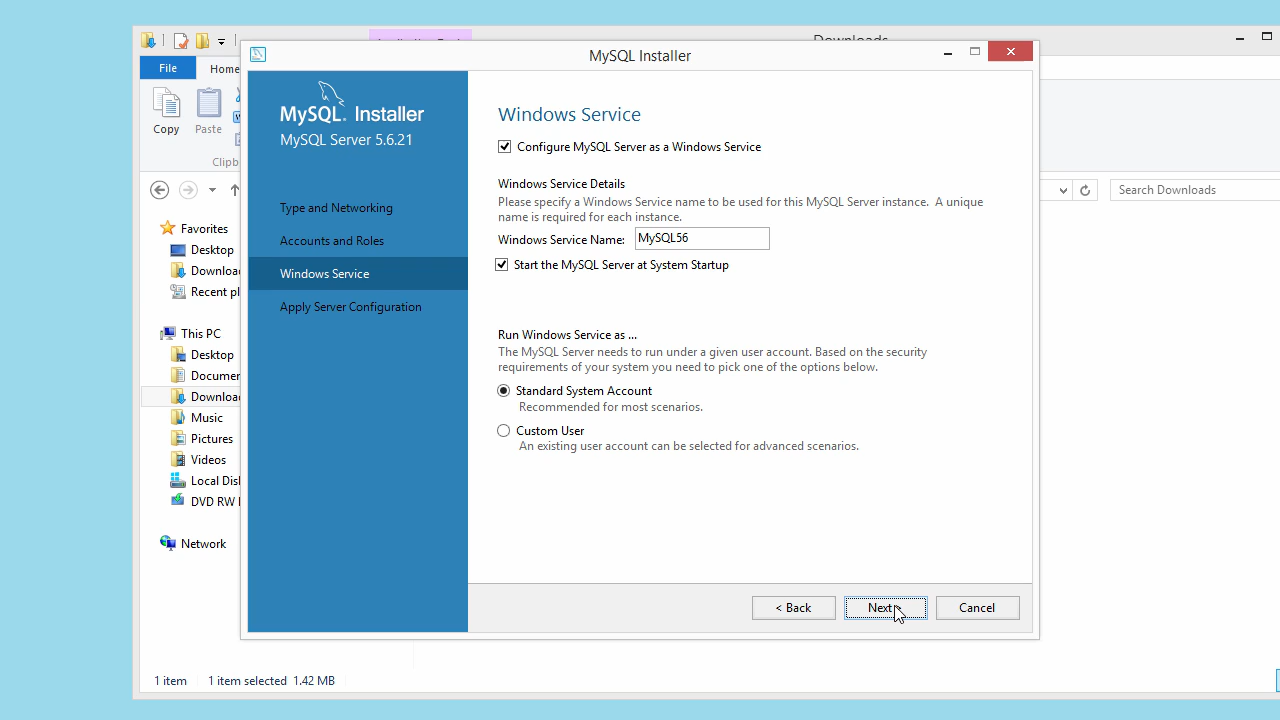 Downloads
MySQL Installer
File
Home
Copy
Paste
Clipb
Search Downloads
Favorites
Desktop
Downloa
Recent pl
This PC
Desktop
Documen
Downloa
Music
Pictures
Videos
Local Disk
DVD RW
Network
1 item
1 item selected 1.42 MB
MySQL. Installer
MySQL Server 5.6.21
Type and Networking
Accounts and Roles
Windows Service
Apply Server Configuration
Windows Service
Configure MySQL Server as a Windows Service
Windows Service Details
Please specify a Windows Service name to be used for this MySQL Server instance. A unique
name is required for each instance.
Windows Service Name: MySQL56
Start the MySQL Server at System Startup
Run Windows Service as ...
The MySQL Server needs to run under a given user account. Based on the security
requirements of your system you need to pick one of the options below.
Standard System Account
Recommended for most scenarios.
Custom User
An existing user account can be selected for advanced scenarios.
< Back
Next >
Cancel